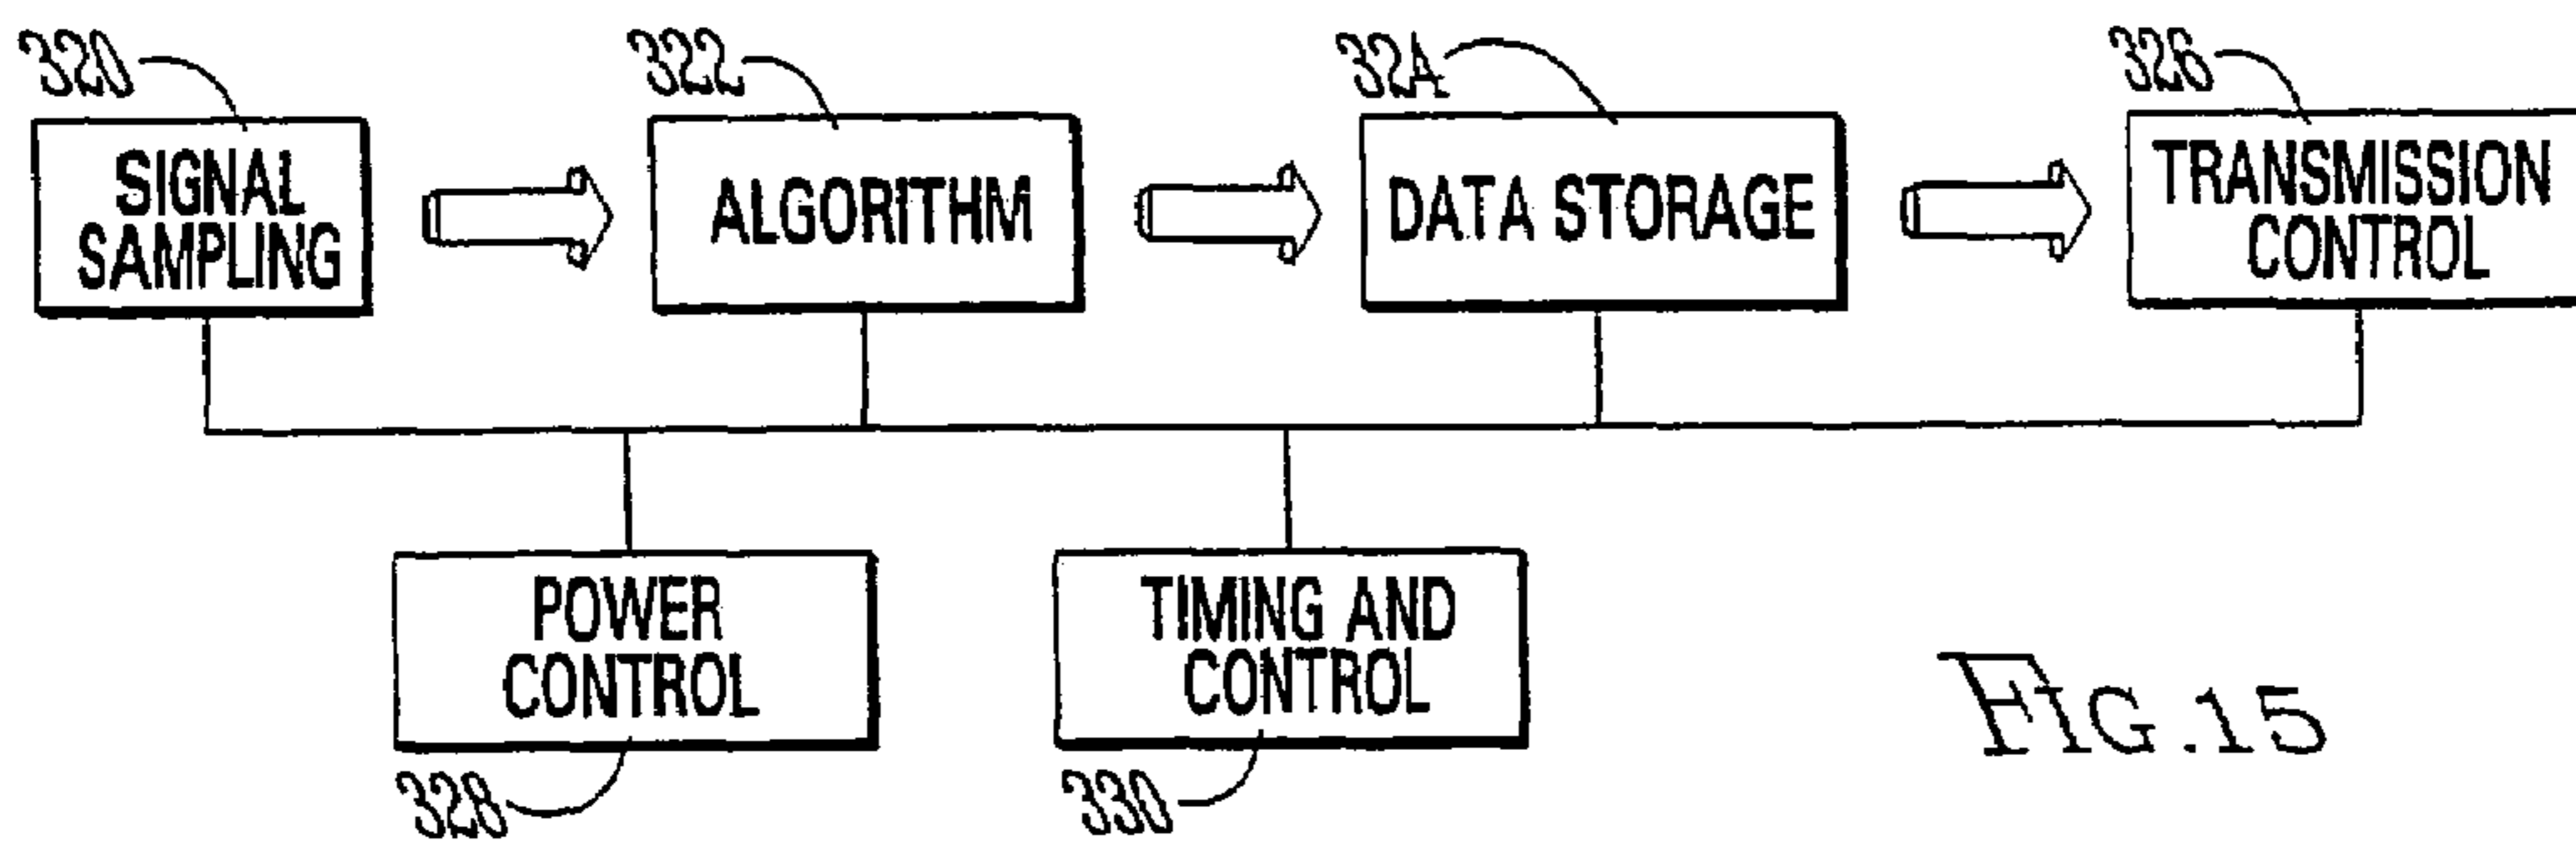 320
322
324
326
SIGNAL
SAMPLING
ALGORITHM
DATA STORAGE
TRANSMISSION
CONTROL
POWER
CONTROL
TIMING AND
CONTROL
328
330
FIG.15